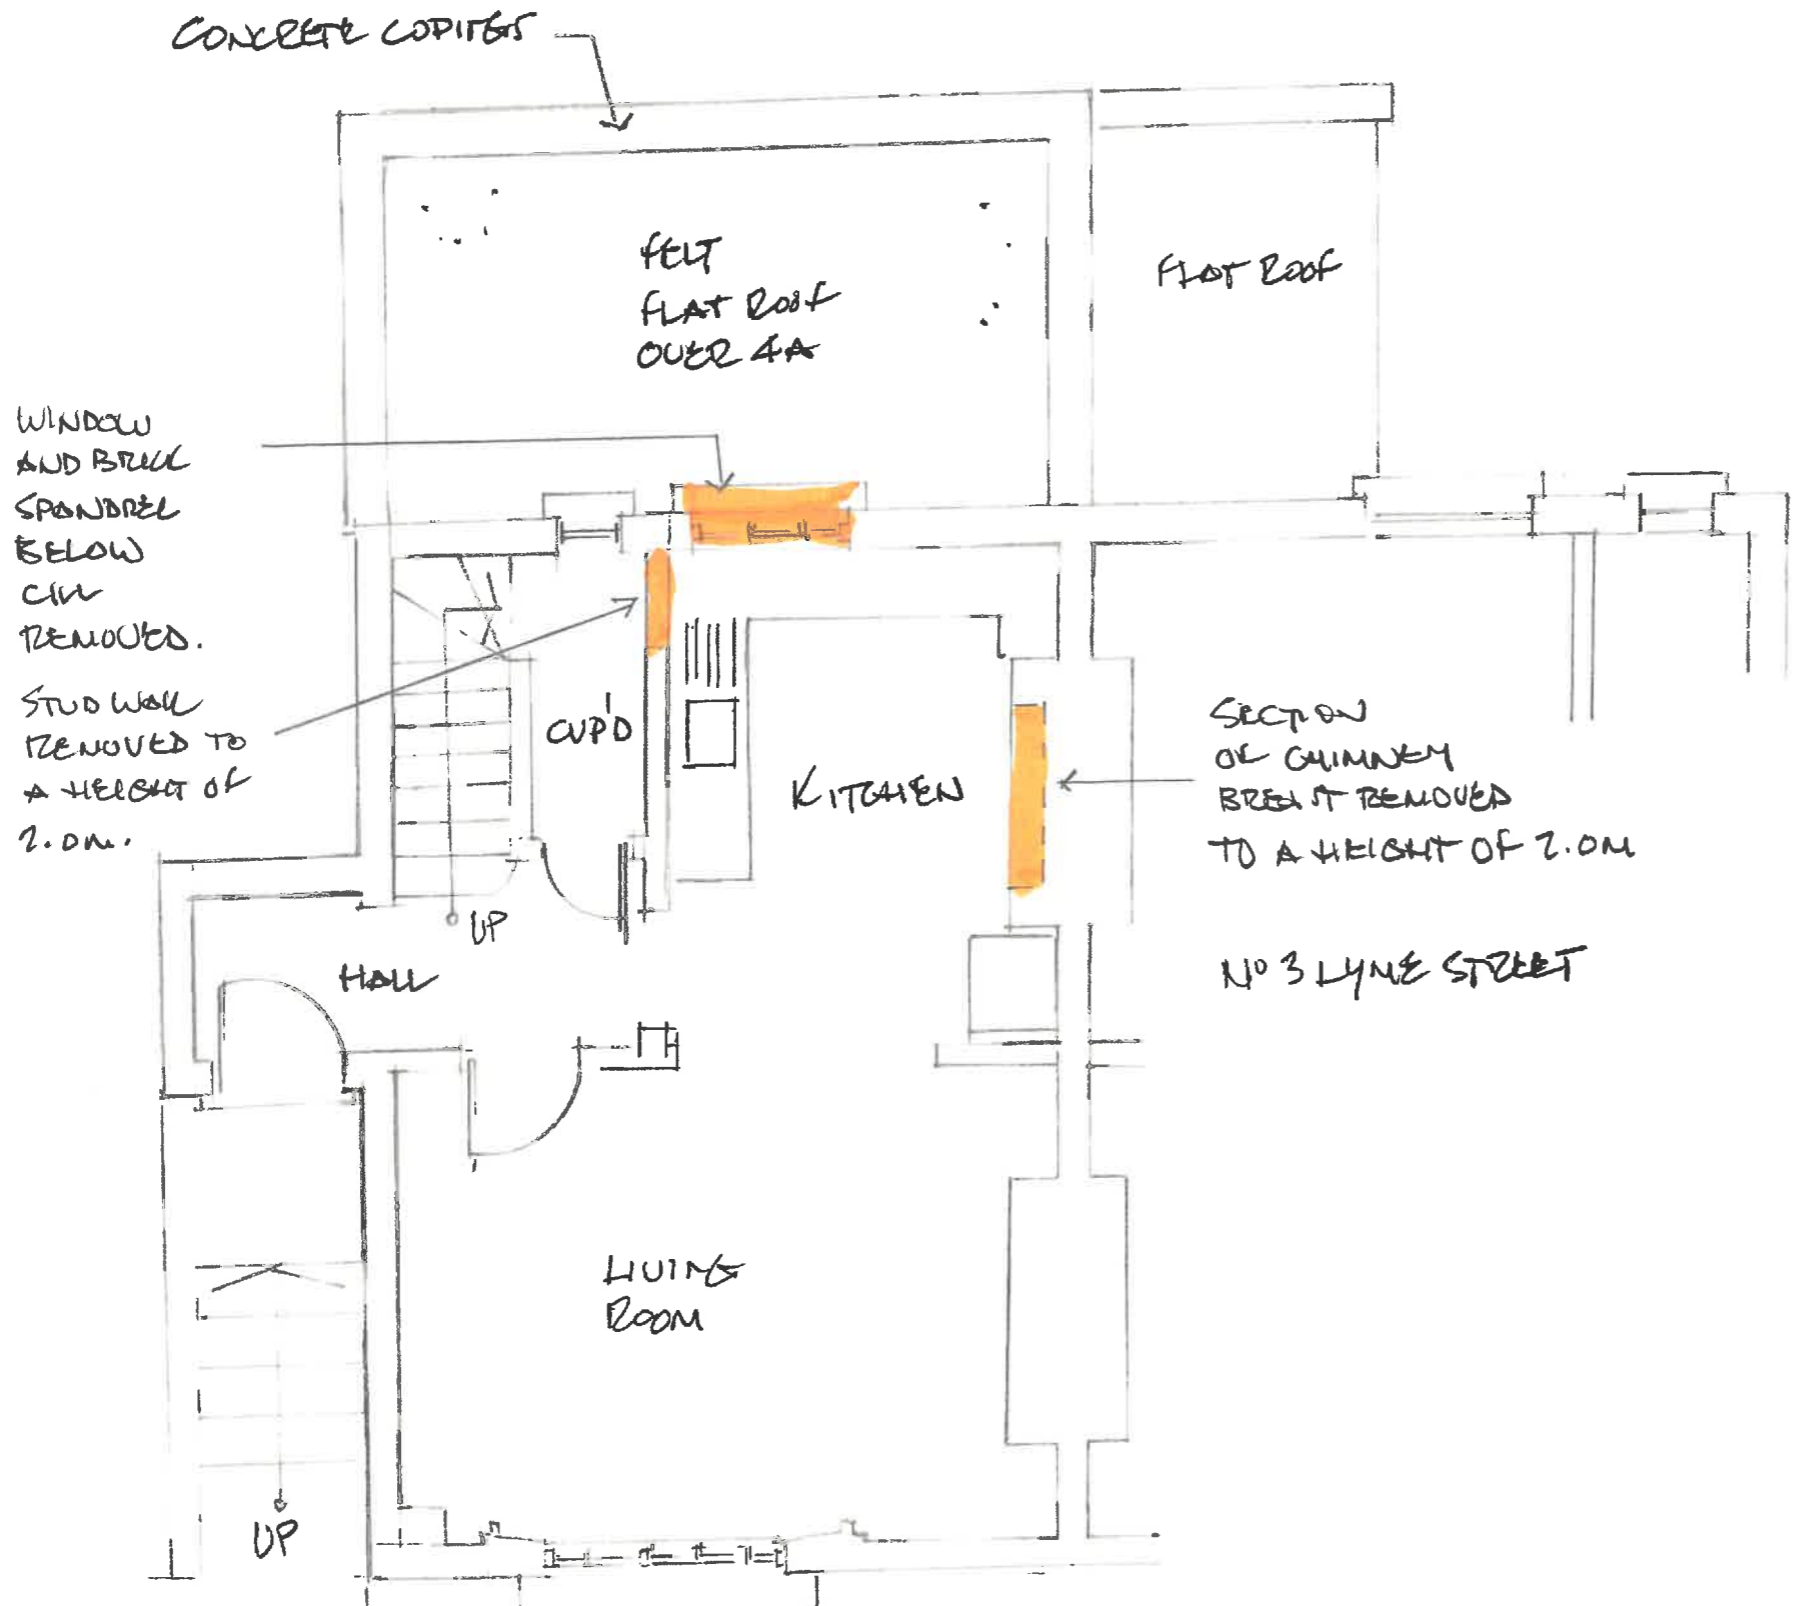 CONCRETE COPINGS
FELT
FLAT ROOF
OVER 4A
FLAT ROOF
WINDOW
AND BRICK
SPANDREL
BELOW
CILL
REMOVED.
STUD WALL
REMOVED TO
A HEIGHT OF
2.0M.
CUP'D
KITCHEN
SECTION
OF CHIMNEY
BREAST REMOVED
TO A HEIGHT OF 2.0M
UP
HALL
Nº 3 LYME STREET
LIVING
ROOM
UP